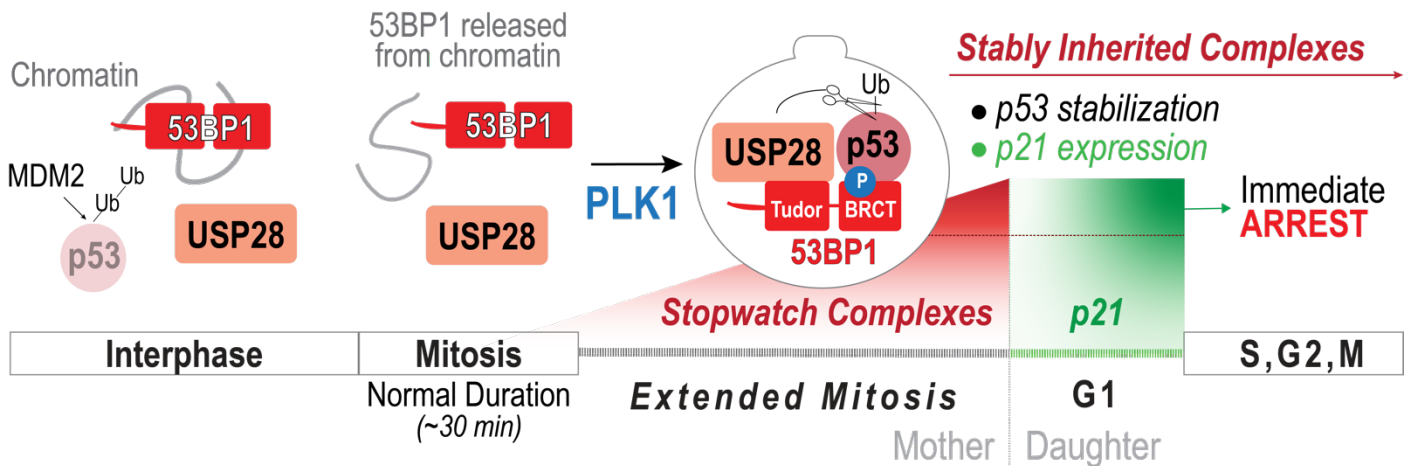 Chromatin
53BP1
MDM2
Ub
Ub
p53
USP28
53BP1 released
from chromatin
53BP1
USP28
PLK1
Ub
USP28
p53
P
Tudor
BRCT
53BP1
Stably Inherited Complexes
● p53 stabilization
● p21 expression
Immediate
ARREST
Stopwatch Complexes
p21
Interphase
Mitosis
Normal Duration
(~30 min)
Extended Mitosis
G1
S,G2,M
Mother
Daughter